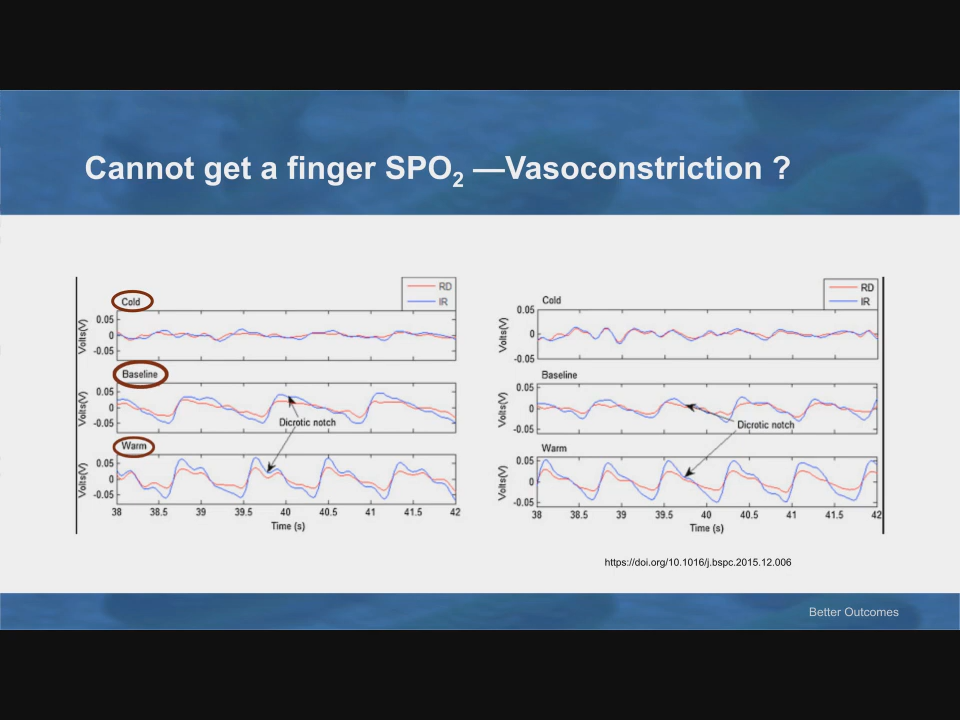 Cannot get a finger SPO₂ —Vasoconstriction ?
RD
IR
Cold
Volts(V)
0.05
0
-0.05
Baseline
Volts(V)
0.05
0
-0.05
Dicrotic notch
Warm
Volts(V)
0.05
0
-0.05
38 38.5 39 39.5 40 40.5 41 41.5 42
Time (s)
RD
IR
Cold
Volts(V)
0.05
0
-0.05
Baseline
Volts(V)
0.05
0
-0.05
Dicrotic notch
Warm
Volts(V)
0.05
0
-0.05
38 38.5 39 39.5 40 40.5 41 41.5 42
Time (s)
https://doi.org/10.1016/j.bspc.2015.12.006
Better Outcomes